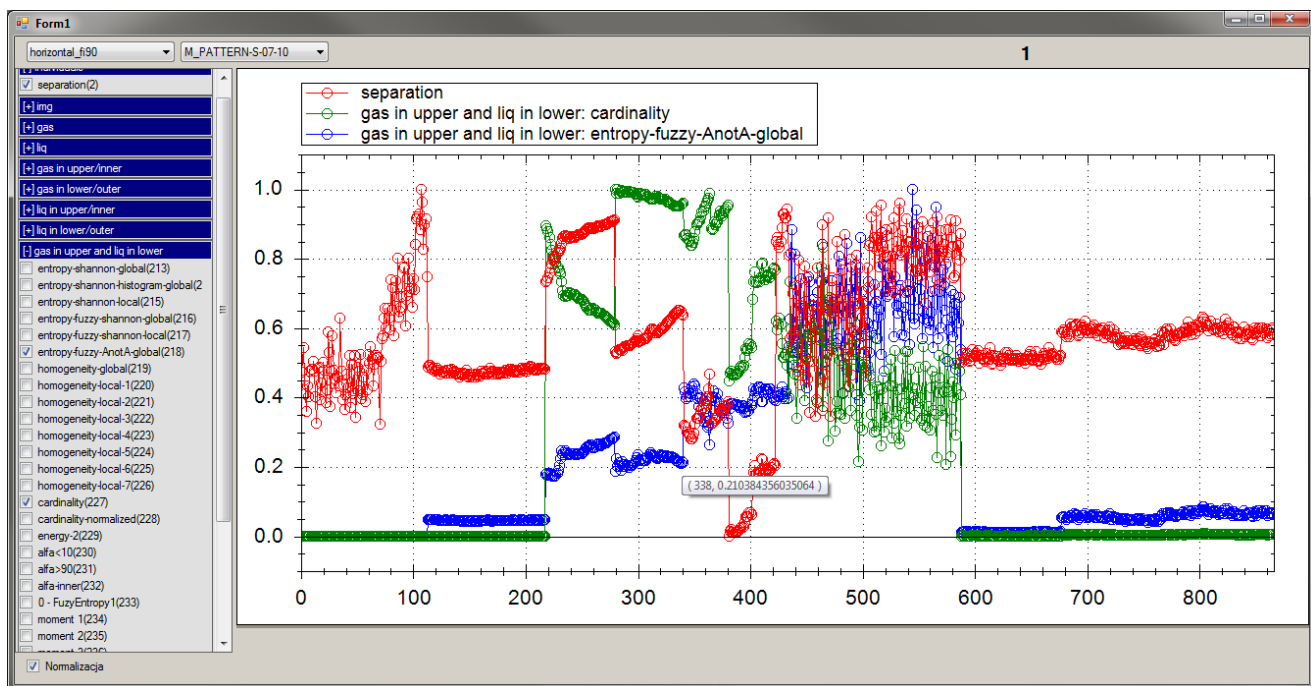 Form1
horizontal_fi90
M_PATTERN-S-07-10
1
separation(2)
[+] img
[+] gas
[+] liq
[+] gas in upper/inner
[+] gas in lower/outer
[+] liq in upper/inner
[+] liq in lower/outer
[-] gas in upper and liq in lower
entropy-shannon-global(213)
entropy-shannon-histogram-global(2
entropy-shannon-local(215)
entropy-fuzzy-shannon-global(216)
entropy-fuzzy-shannon-local(217)
entropy-fuzzy-AnotA-global(218)
homogeneity-global(219)
homogeneity-local-1(220)
homogeneity-local-2(221)
homogeneity-local-3(222)
homogeneity-local-4(223)
homogeneity-local-5(224)
homogeneity-local-6(225)
homogeneity-local-7(226)
cardinality(227)
cardinality-normalized(228)
energy-2(229)
alfa<10(230)
alfa>90(231)
alfa-inner(232)
0 - FuzyEntropy1(233)
moment 1(234)
moment 2(235)
Normalizacja
separation
gas in upper and liq in lower: cardinality
gas in upper and liq in lower: entropy-fuzzy-AnotA-global
1.0
0.8
0.6
0.4
0.2
0.0
( 338, 0.210384356035064 )
0 100 200 300 400 500 600 700 800